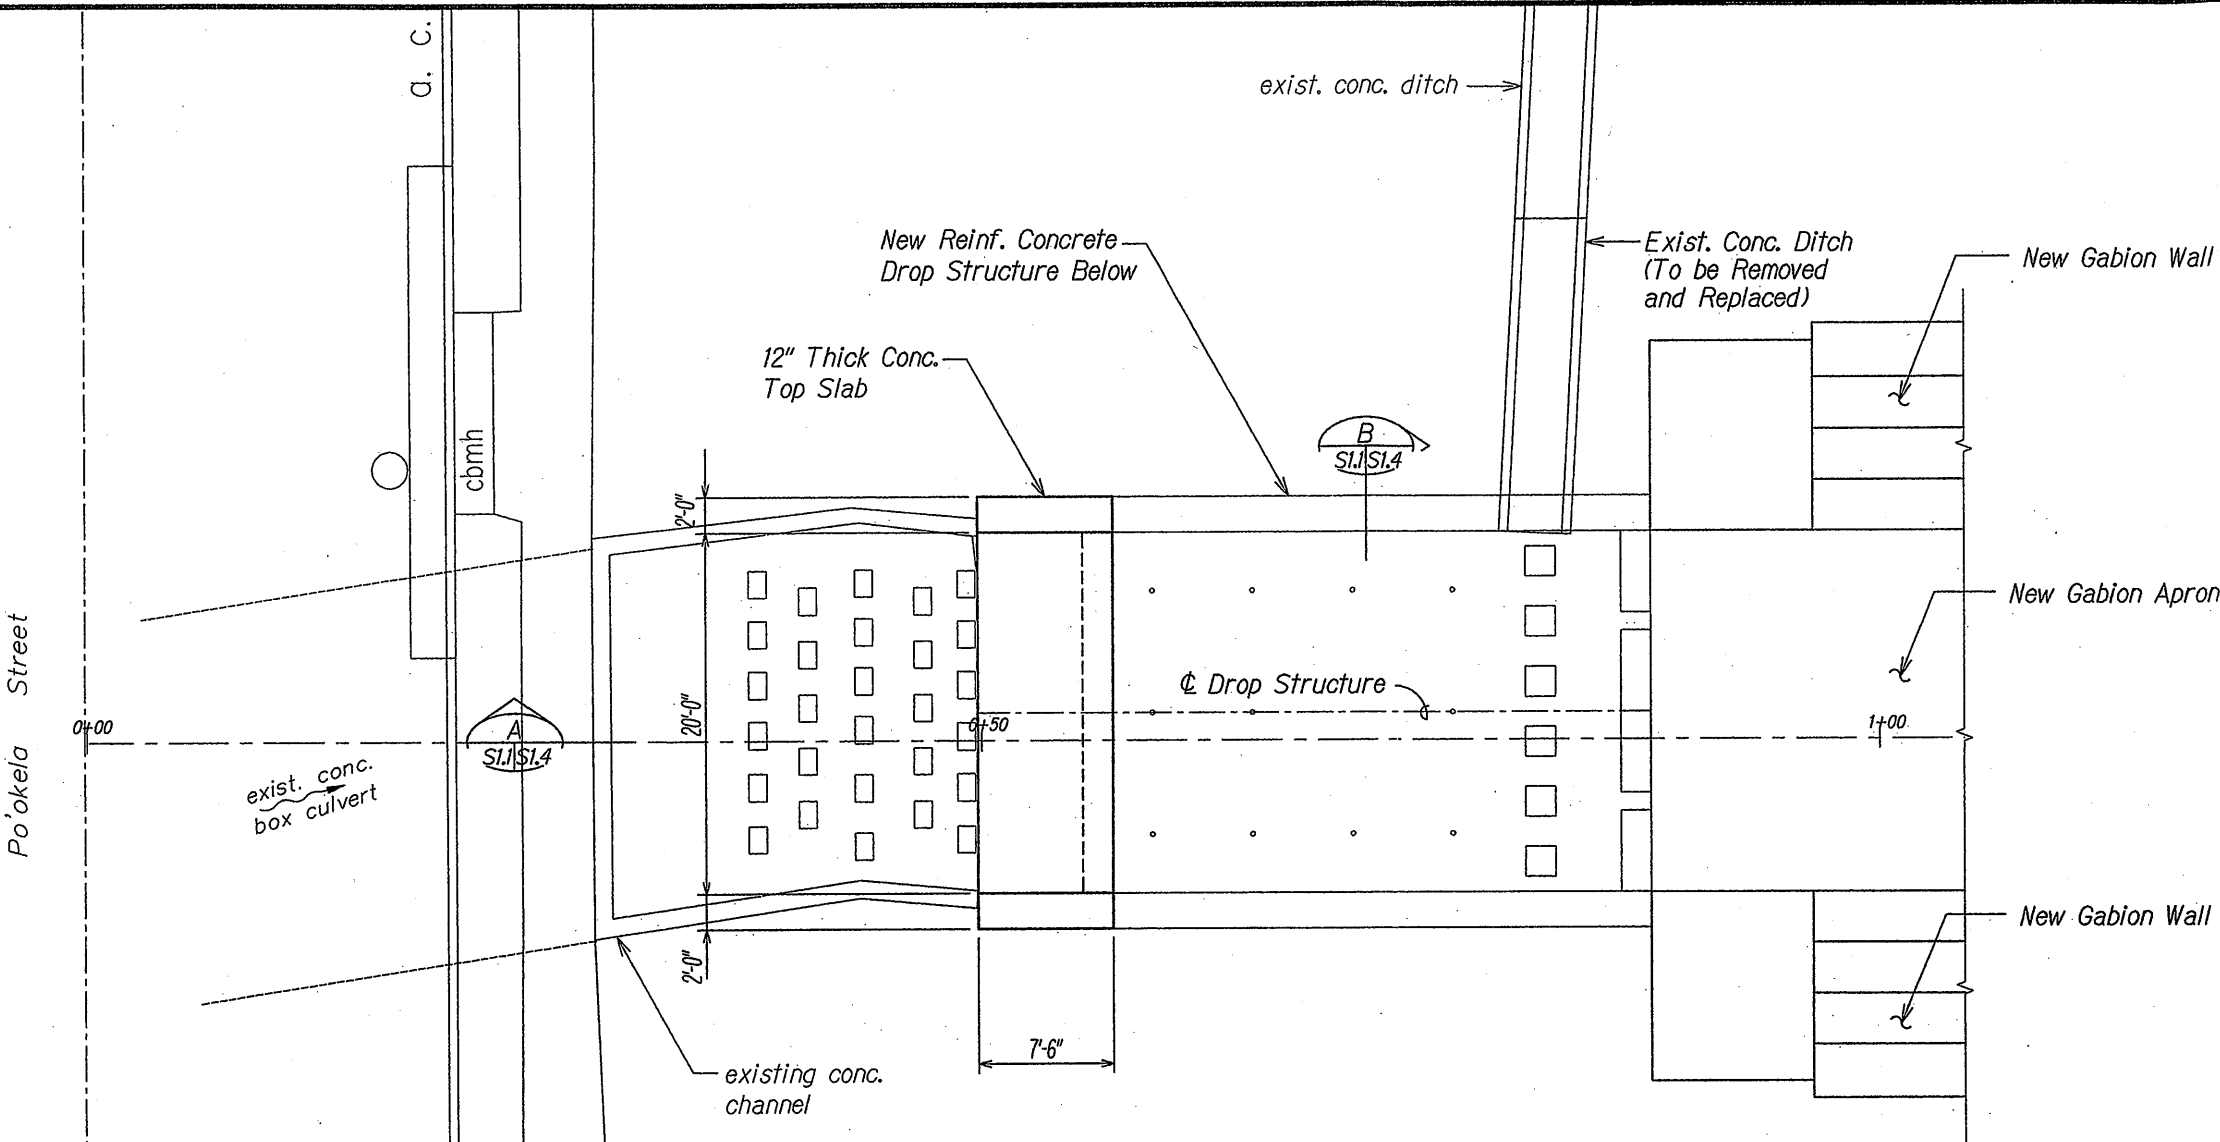 a. c.
exist. conc. ditch
New Reinf. Concrete
Drop Structure Below
Exist. Conc. Ditch
(To be Removed
and Replaced)
New Gabion Wall
12" Thick Conc.
Top Slab
cbmh
B
S1.1 S1.4
2'-0"
New Gabion Apron
Po'okela Street
20'-0"
℄ Drop Structure
0+00
A
S1.1 S1.4
0+50
1+00
exist. conc.
box culvert
New Gabion Wall
2'-0"
7'-6"
existing conc.
channel